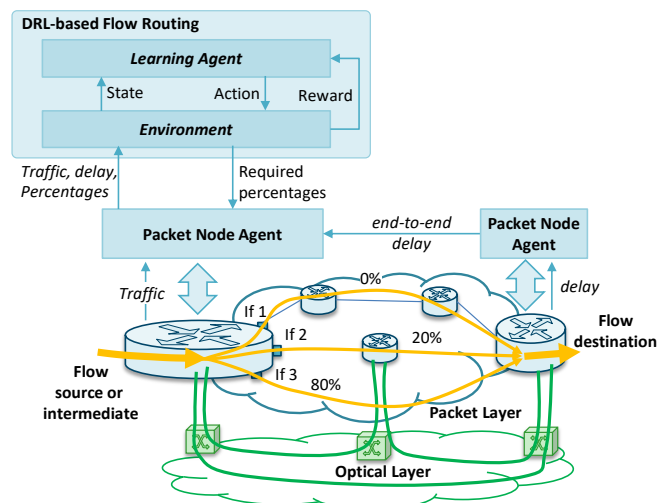 DRL-based Flow Routing
Learning Agent
State
Action
Reward
Environment
Traffic, delay,
Percentages
Required
percentages
Packet Node Agent
end-to-end
delay
Packet Node
Agent
Traffic
delay
0%
If 1
If 2
20%
If 3
80%
Flow
source or
intermediate
Flow
destination
Packet Layer
Optical Layer